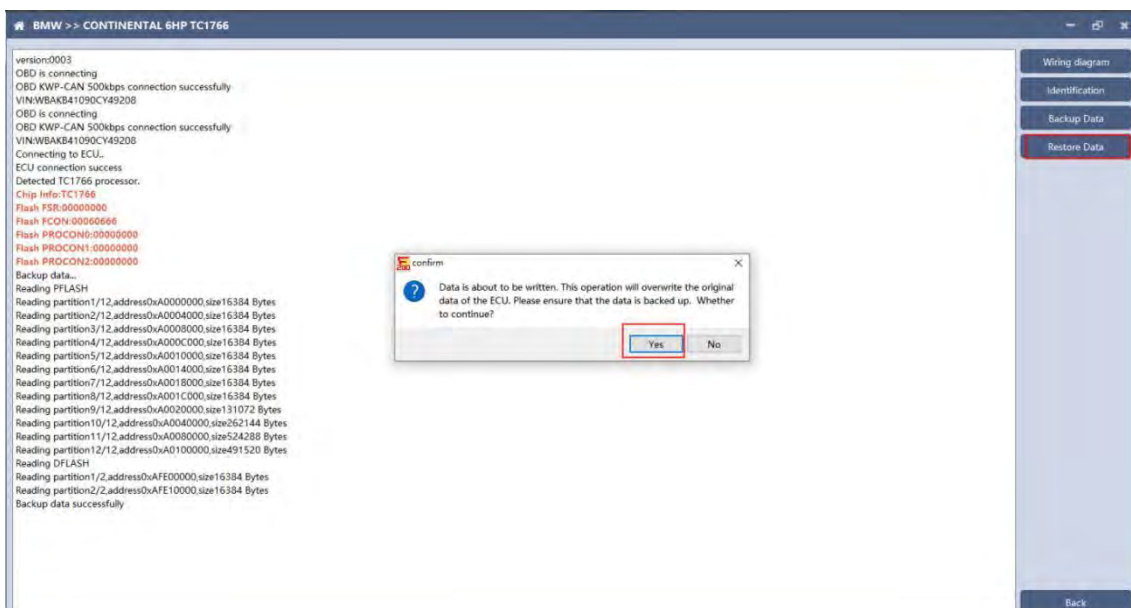 BMW >> CONTINENTAL 6HP TC1766
version:0003
OBD is connecting
OBD KWP-CAN 500kbps connection successfully
VIN:WBAKB41090CY49208
OBD is connecting
OBD KWP-CAN 500kbps connection successfully
VIN:WBAKB41090CY49208
Connecting to ECU..
ECU connection success
Detected TC1766 processor.
Chip Info:TC1766
Flash FSR:00000000
Flash FCON:00060666
Flash PROCON0:00000000
Flash PROCON1:00000000
Flash PROCON2:00000000
Backup data...
Reading PFLASH
Reading partition1/12,address0xA0000000,size16384 Bytes
Reading partition2/12,address0xA0004000,size16384 Bytes
Reading partition3/12,address0xA0008000,size16384 Bytes
Reading partition4/12,address0xA000C000,size16384 Bytes
Reading partition5/12,address0xA0010000,size16384 Bytes
Reading partition6/12,address0xA0014000,size16384 Bytes
Reading partition7/12,address0xA0018000,size16384 Bytes
Reading partition8/12,address0xA001C000,size16384 Bytes
Reading partition9/12,address0xA0020000,size131072 Bytes
Reading partition10/12,address0xA0040000,size262144 Bytes
Reading partition11/12,address0xA0080000,size524288 Bytes
Reading partition12/12,address0xA0100000,size491520 Bytes
Reading DFLASH
Reading partition1/2,address0xAFE00000,size16384 Bytes
Reading partition2/2,address0xAFE10000,size16384 Bytes
Backup data successfully
confirm
Data is about to be written. This operation will overwrite the original
data of the ECU. Please ensure that the data is backed up. Whether
to continue?
Yes
No
Wiring diagram
Identification
Backup Data
Restore Data
Back